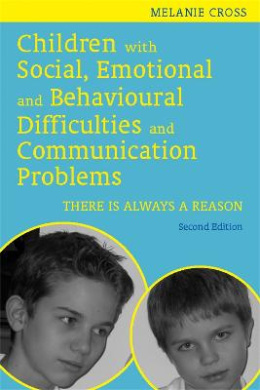 MELANIE CROSS
Children with
Social, Emotional
and Behavioural
Difficulties and
Communication
Problems
THERE IS ALWAYS A REASON
Second Edition